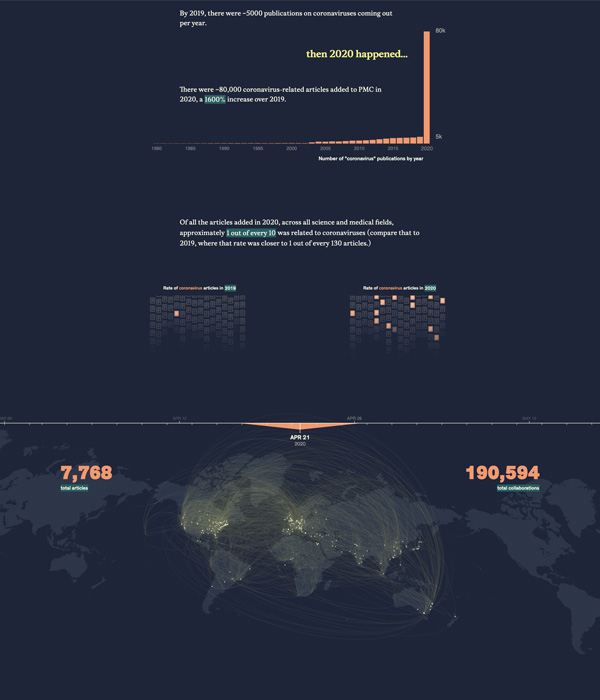 By 2019, there were ~5000 publications on coronaviruses coming out
per year.
80k
then 2020 happened...
There were ~80,000 coronavirus-related articles added to PMC in
2020, a 1600% increase over 2019.
5k
1980 1985 1990 1995 2000 2005 2010 2015 2020
Number of "coronavirus" publications by year
Of all the articles added in 2020, across all science and medical fields,
approximately 1 out of every 10 was related to coronaviruses (compare that to
2019, where that rate was closer to 1 out of every 130 articles.)
Rate of coronavirus articles in 2019
Rate of coronavirus articles in 2020
APR 21
2020
7,768
total articles
190,594
total collaborations